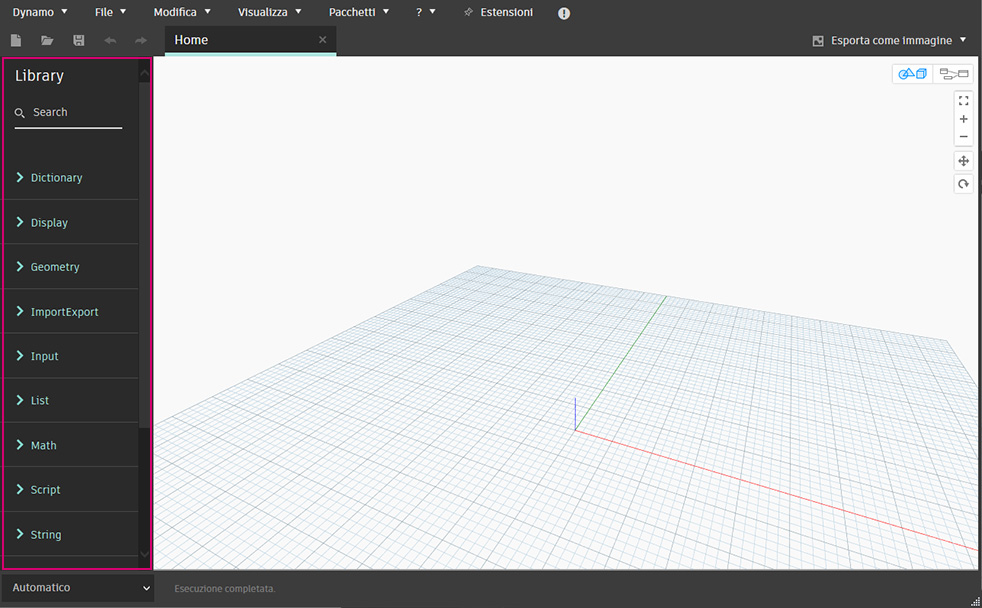 Dynamo File Modifica Visualizza Pacchetti ? Estensioni
Home Esporta come Immagine
Library
Search
Dictionary
Display
Geometry
ImportExport
Input
List
Math
Script
String
Automatico Esecuzione completata.